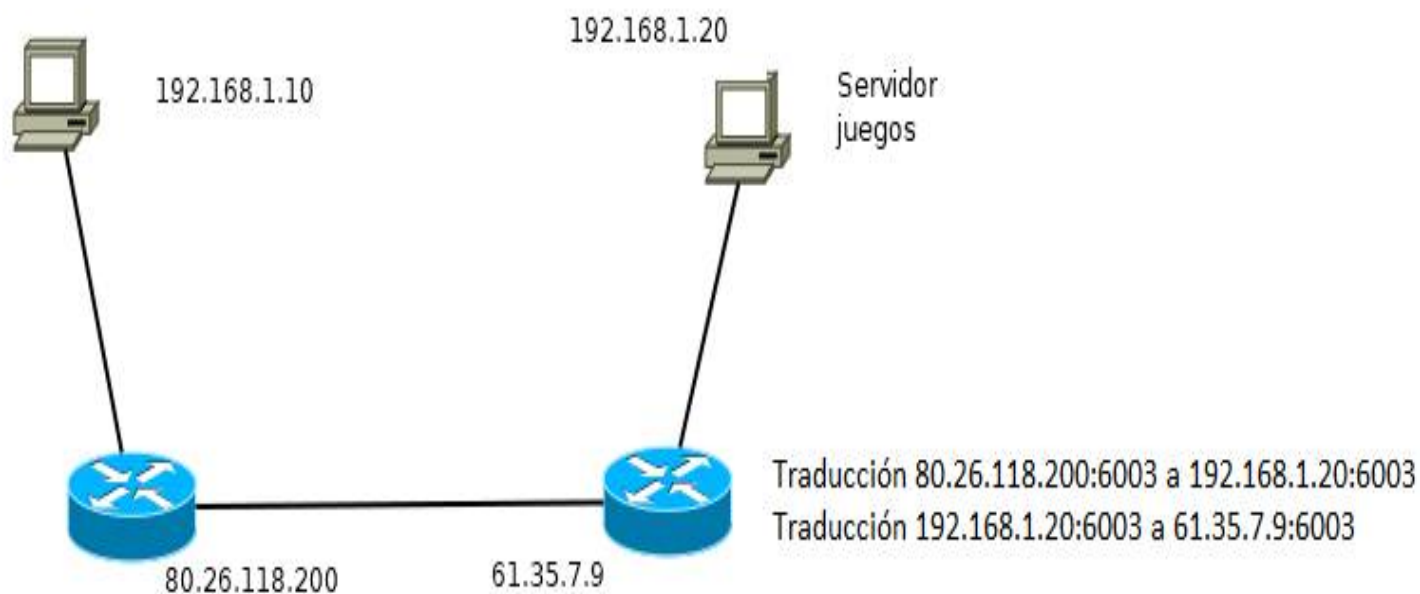 192.168.1.20
192.168.1.10
Servidor
juegos
Traducción 80.26.118.200:6003 a 192.168.1.20:6003
Traducción 192.168.1.20:6003 a 61.35.7.9:6003
80.26.118.200
61.35.7.9